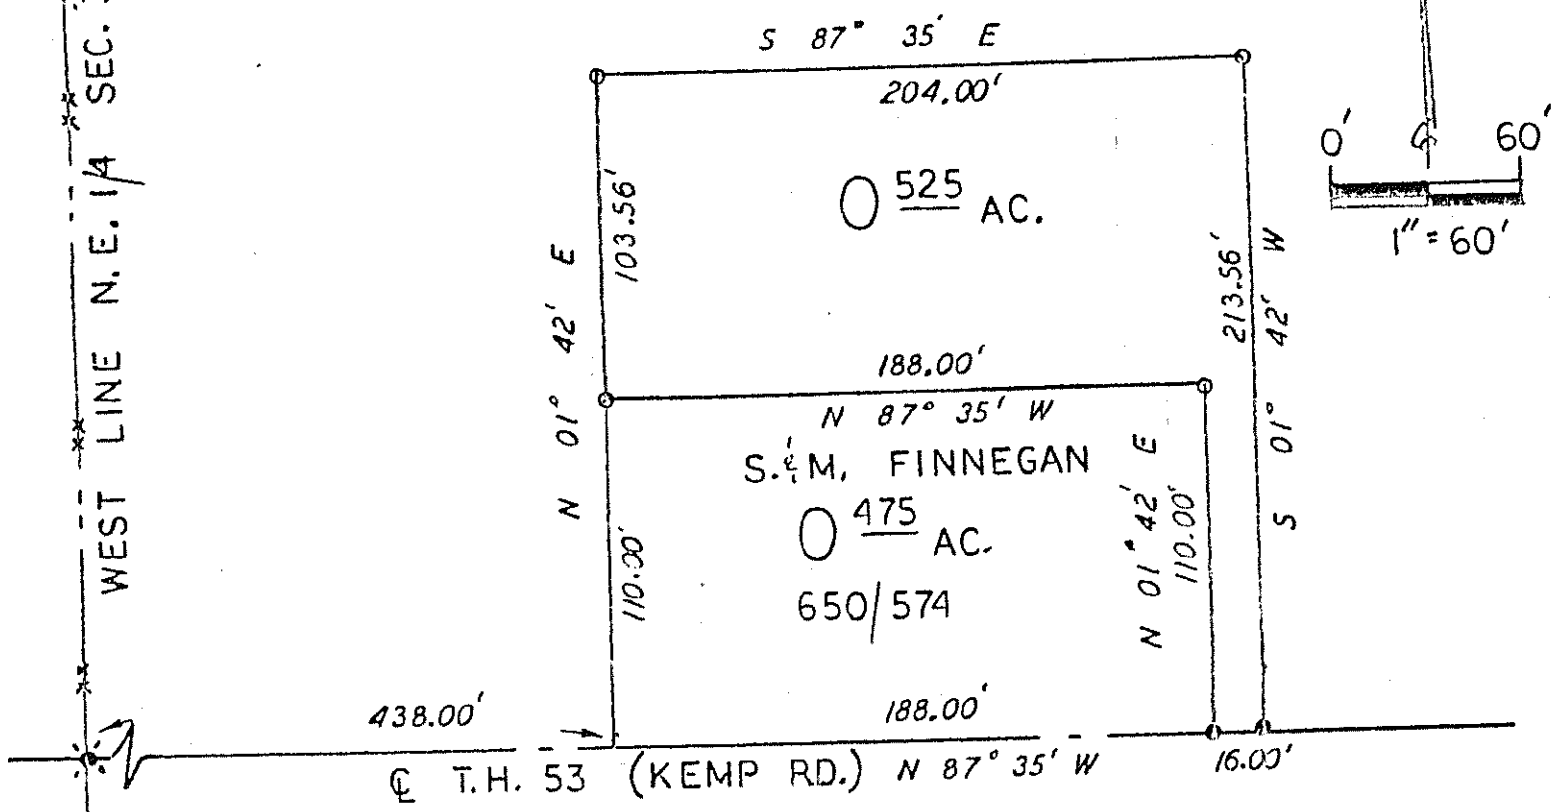 S 87° 35' E
204.00'
WEST LINE N.E. 1/4 SEC.
N 01° 42' E
103.56'
0 525 AC.
213.56'
S 01° 42' W
0' 60'
1" = 60'
188.00'
N 87° 35' W
S. & M. FINNEGAN
0 475 AC.
650/574
110.00'
N 01° 42' E
110.00'
438.00'
188.00'
℄ T.H. 53 (KEMP RD.) N 87° 35' W
16.00'